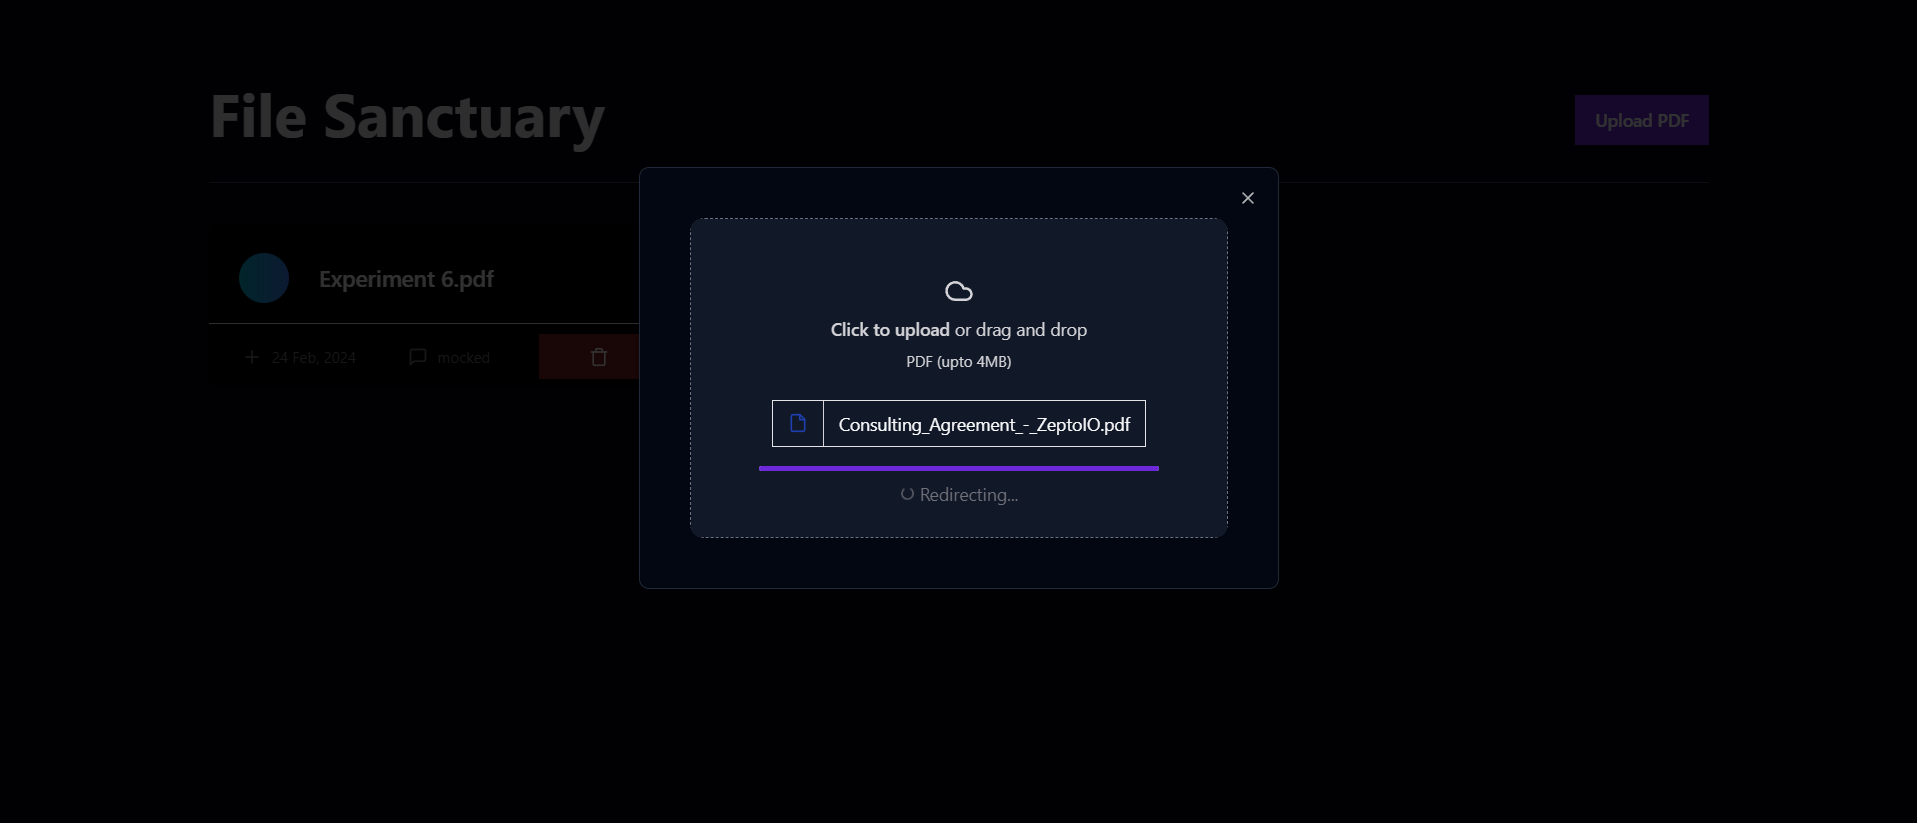 File Sanctuary
Upload PDF
Experiment 6.pdf
24 Feb, 2024
mocked
Click to upload or drag and drop
PDF (upto 4MB)
Consulting_Agreement_-_ZeptoIO.pdf
Redirecting...